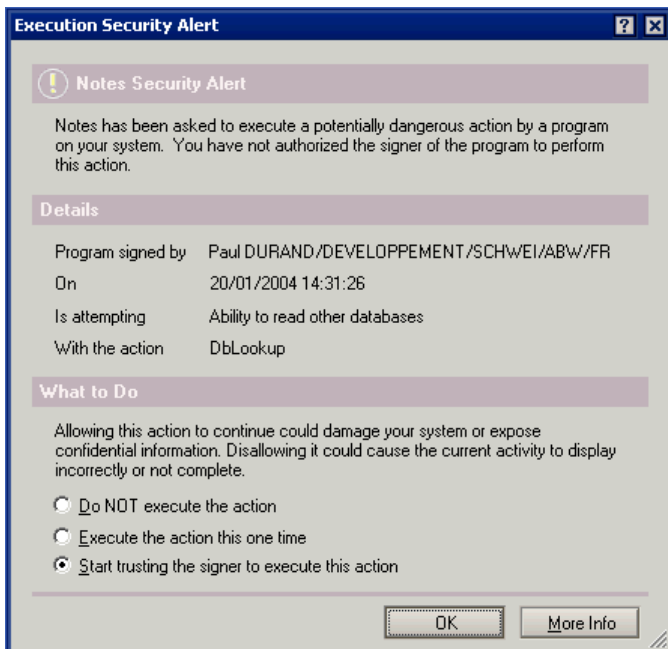 Execution Security Alert
Notes Security Alert
Notes has been asked to execute a potentially dangerous action by a program
on your system. You have not authorized the signer of the program to perform
this action.
Details
Program signed by Paul DURAND/DEVELOPPEMENT/SCHWEI/ABW/FR
On 20/01/2004 14:31:26
Is attempting Ability to read other databases
With the action DbLookup
What to Do
Allowing this action to continue could damage your system or expose
confidential information. Disallowing it could cause the current activity to display
incorrectly or not complete.
Do NOT execute the action
Execute the action this one time
Start trusting the signer to execute this action
OK More Info